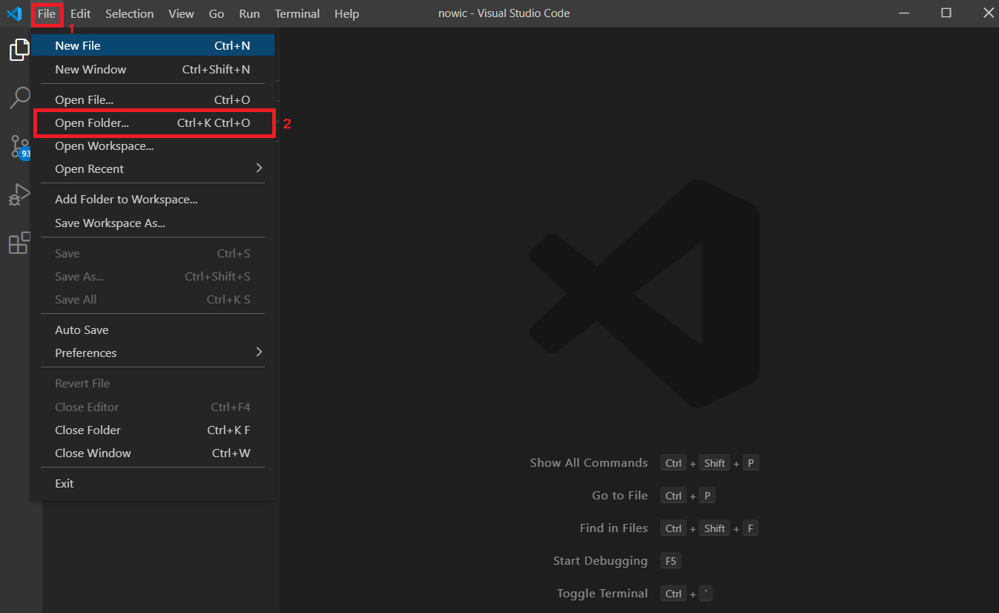 File Edit Selection View Go Run Terminal Help nowic - Visual Studio Code
1
New File Ctrl+N
New Window Ctrl+Shift+N
Open File... Ctrl+O
Open Folder... Ctrl+K Ctrl+O 2
Open Workspace...
93
Open Recent
Add Folder to Workspace...
Save Workspace As...
Save Ctrl+S
Save As... Ctrl+Shift+S
Save All Ctrl+K S
Auto Save
Preferences
Revert File
Close Editor Ctrl+F4
Close Folder Ctrl+K F
Close Window Ctrl+W
Exit
Show All Commands Ctrl + Shift + P
Go to File Ctrl + P
Find in Files Ctrl + Shift + F
Start Debugging F5
Toggle Terminal Ctrl + `